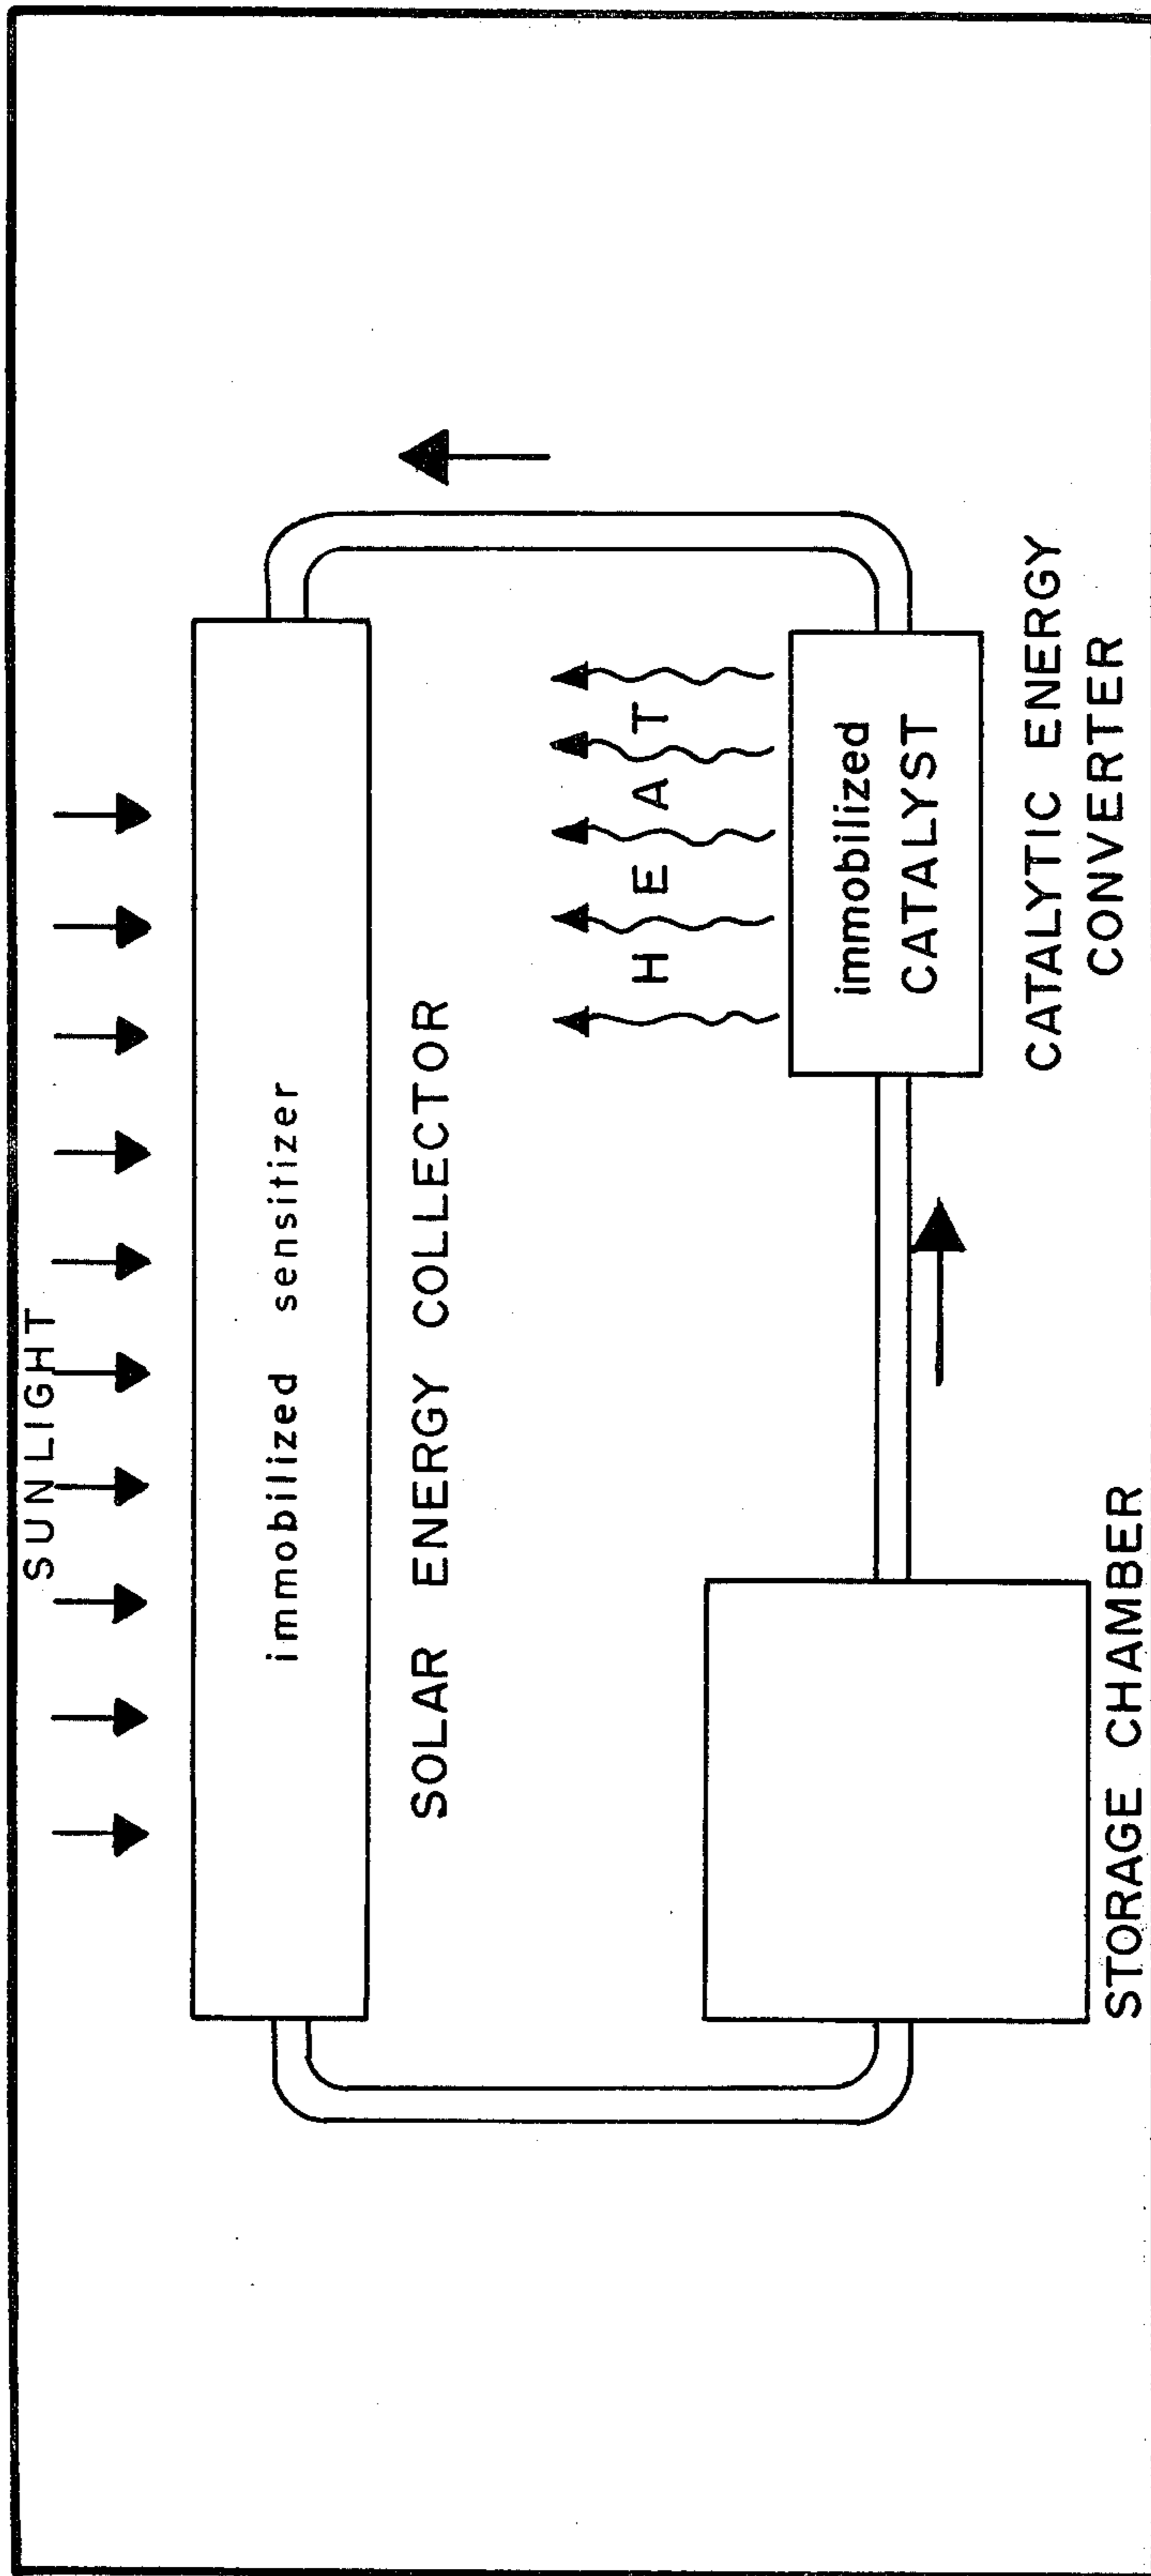 SUNLIGHT
immobilized sensitizer
SOLAR ENERGY COLLECTOR
HEAT
immobilized
CATALYST
CATALYTIC ENERGY
CONVERTER
STORAGE CHAMBER